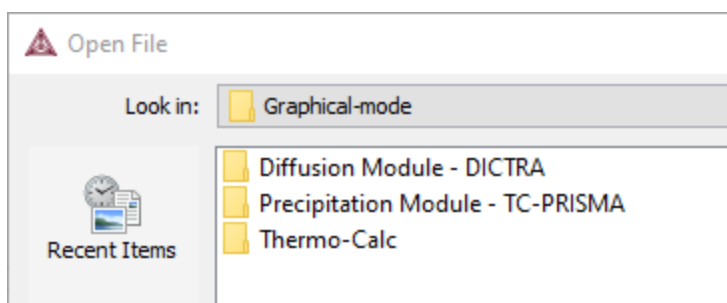 Open File
Look in: Graphical-mode
Recent Items
Diffusion Module - DICTRA
Precipitation Module - TC-PRISMA
Thermo-Calc